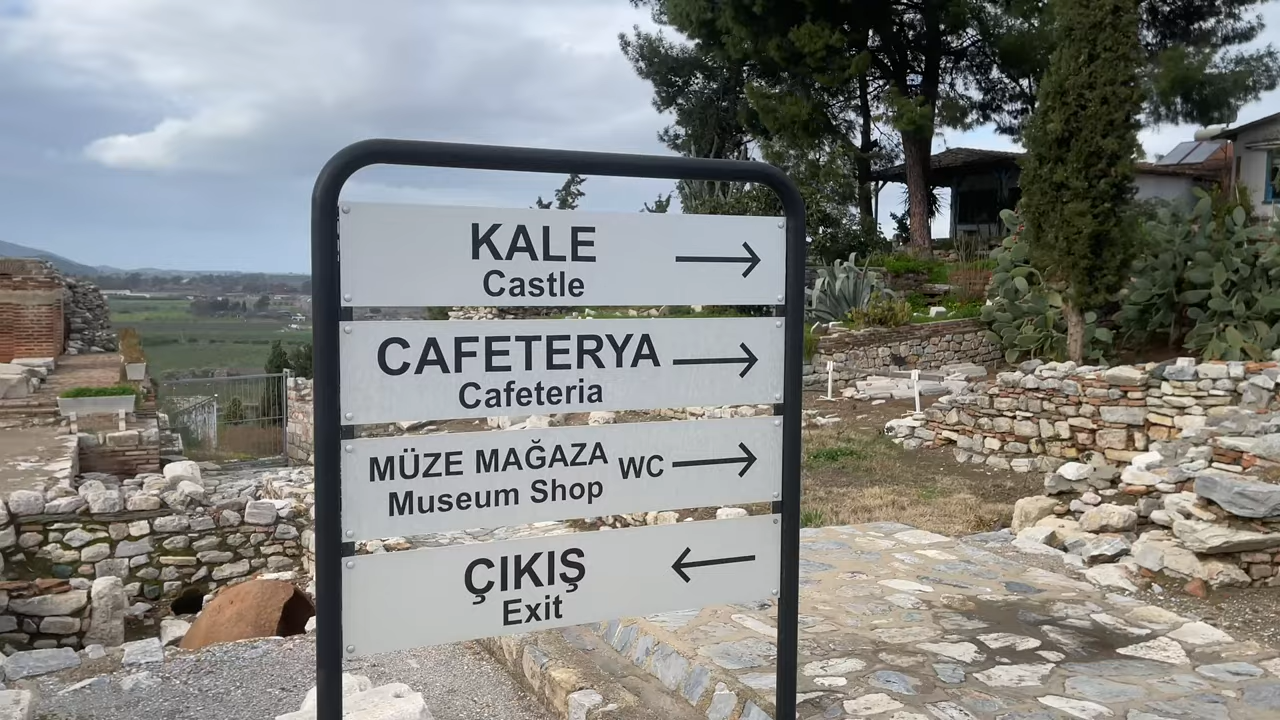 KALE
Castle
CAFETERYA
Cafeteria
MÜZE MAĞAZA WC
Museum Shop
ÇIKIŞ
Exit